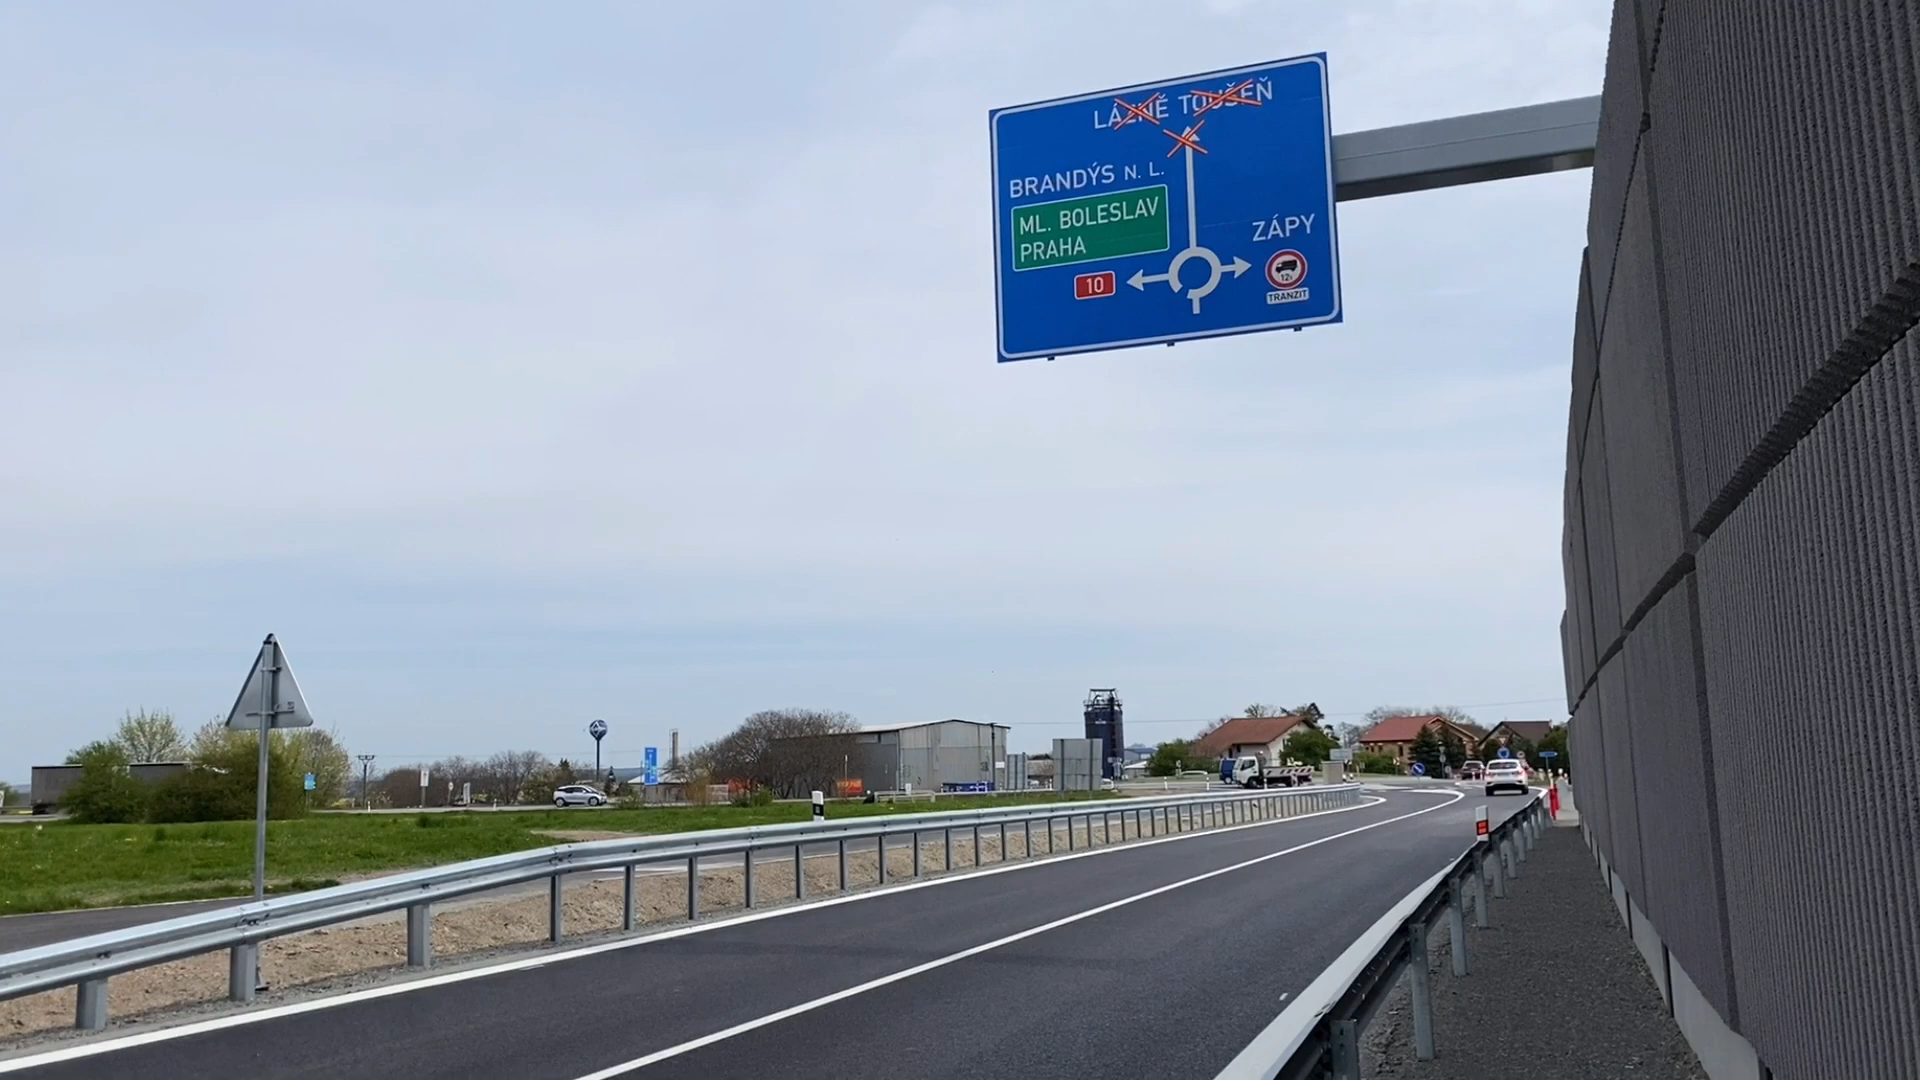 LÁZNĚ TOUŠEŇ
BRANDÝS N. L.
ML. BOLESLAV
PRAHA
ZÁPY
10
12t
TRANZIT